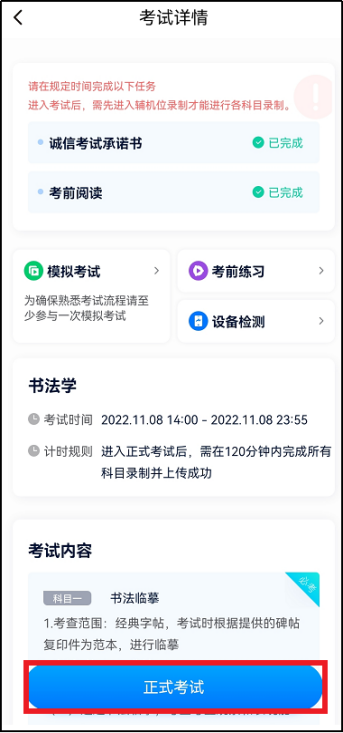 考试详情
请在规定时间完成以下任务
进入考试后，需先进入辅机位录制才能进行各科目录制。
诚信考试承诺书
已完成
考前阅读
已完成
模拟考试
为确保熟悉考试流程请至
少参与一次模拟考试
考前练习
设备检测
书法学
考试时间 2022.11.08 14:00 - 2022.11.08 23:55
计时规则 进入正式考试后，需在120分钟内完成所有
科目录制并上传成功
考试内容
必考
科目一 书法临摹
1.考查范围：经典字帖，考试时根据提供的碑帖
复印件为范本，进行临摹
正式考试